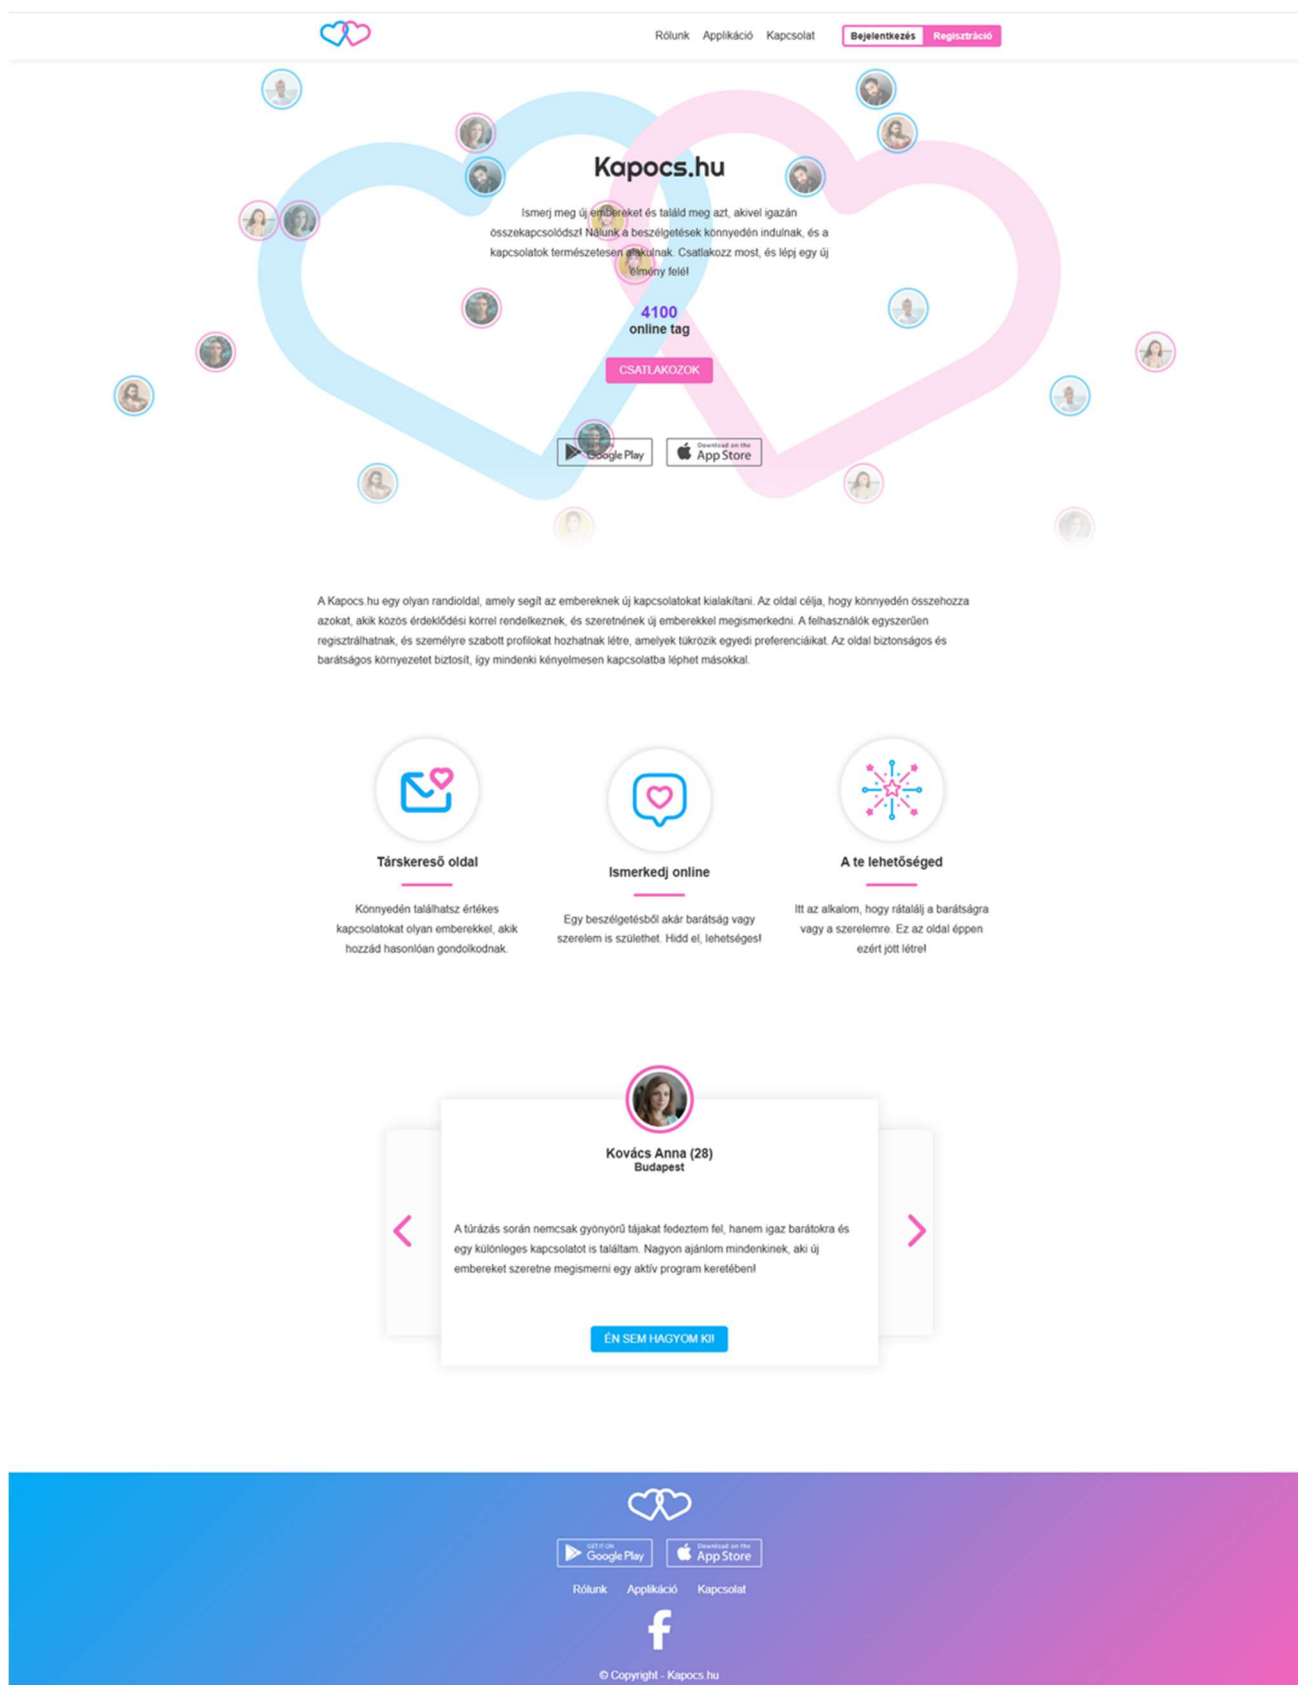 Rólunk Applikáció Kapcsolat Bejelentkezés Regisztráció
Kapocs.hu
Ismerj meg új embereket és találd meg azt, akivel igazán
összekapcsolódsz! Nálunk a beszélgetések könnyedén indulnak, és a
kapcsolatok természetesen alakulnak. Csatlakozz most, és lépj egy új
élmény felé!
4100
online tag
CSATLAKOZOK
Google Play
Download on the
App Store
A Kapocs.hu egy olyan randioldal, amely segít az embereknek új kapcsolatokat kialakítani. Az oldal célja, hogy könnyedén összehozza
azokat, akik közös érdeklődési körrel rendelkeznek, és szeretnének új emberekkel megismerkedni. A felhasználók egyszerűen
regisztrálhatnak, és személyre szabott profilokat hozhatnak létre, amelyek tükrözik egyedi preferenciáikat. Az oldal biztonságos és
barátságos környezetet biztosít, így mindenki kényelmesen kapcsolatba léphet másokkal.
Társkereső oldal
Könnyedén találhatsz értékes
kapcsolatokat olyan emberekkel, akik
hozzád hasonlóan gondolkodnak.
Ismerkedj online
Egy beszélgetésből akár barátság vagy
szerelem is születhet. Hidd el, lehetséges!
A te lehetőséged
Itt az alkalom, hogy rátalálj a barátságra
vagy a szerelemre. Ez az oldal éppen
ezért jött létre!
Kovács Anna (28)
Budapest
A túrázás során nemcsak gyönyörű tájakat fedeztem fel, hanem igaz barátokra és
egy különleges kapcsolatot is találtam. Nagyon ajánlom mindenkinek, aki új
embereket szeretne megismerni egy aktív program keretében!
ÉN SEM HAGYOM KI!
GET IT ON
Google Play
Download on the
App Store
Rólunk Applikáció Kapcsolat
© Copyright - Kapocs.hu